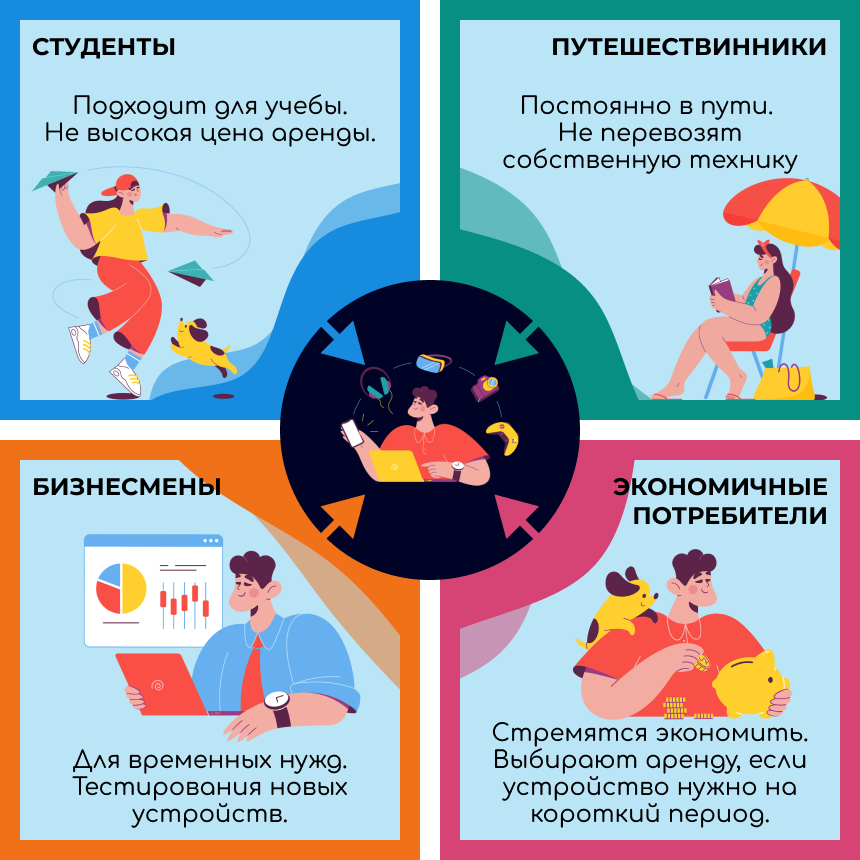 СТУДЕНТЫ
Подходит для учебы.
Не высокая цена аренды.
ПУТЕШЕСТВИННИКИ
Постоянно в пути.
Не перевозят
собственную технику
БИЗНЕСМЕНЫ
Для временных нужд.
Тестирования новых
устройств.
ЭКОНОМИЧНЫЕ
ПОТРЕБИТЕЛИ
Стремятся экономить.
Выбирают аренду, если
устройство нужно на
короткий период.